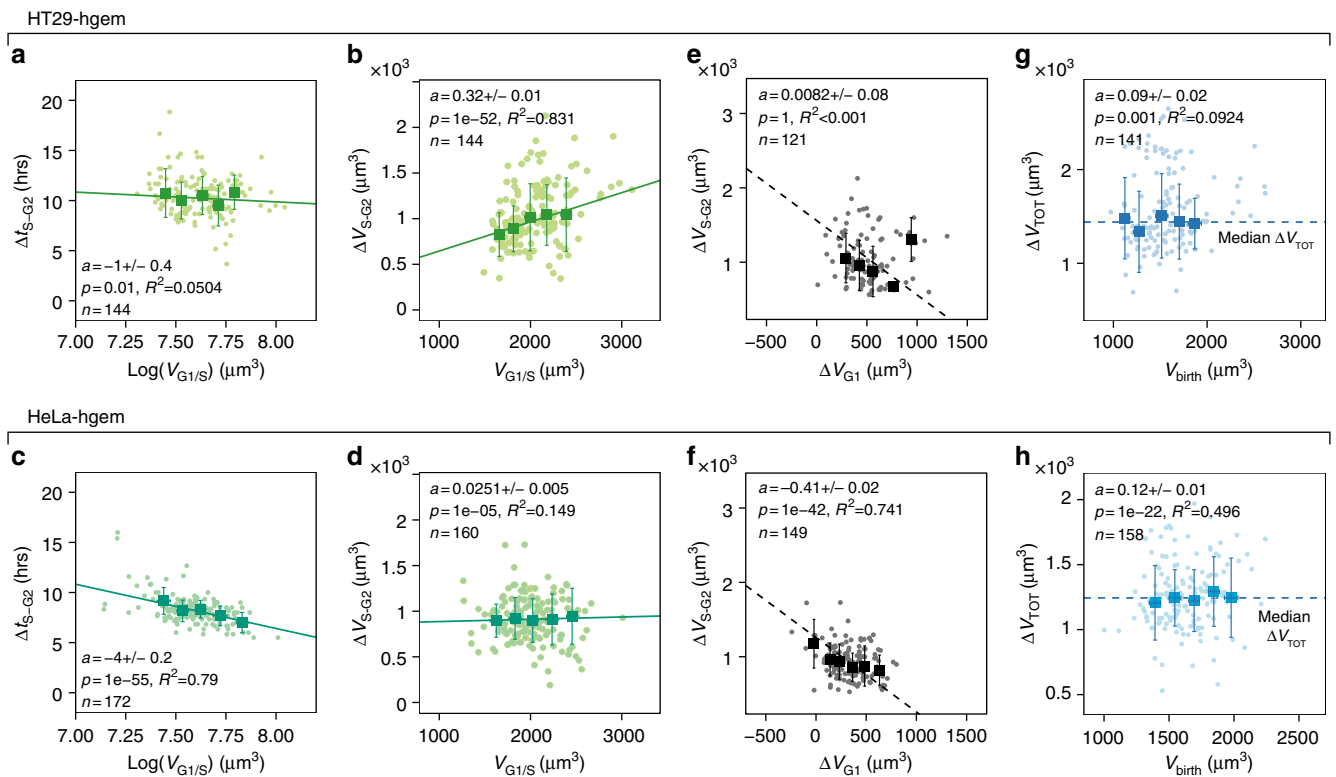 HT29-hgem
a
20
15
10
5
0
Δt_S–G2 (hrs)
a=−1+/− 0.4
p=0.01, R²=0.0504
n=144
7.00 7.25 7.50 7.75 8.00
Log(V_G1/S) (μm³)
b
×10³
2
1.5
1
0.5
0
ΔV_S-G2 (μm³)
a=0.32+/− 0.01
p=1e−52, R²=0.831
n= 144
1000 2000 3000
V_G1/S (μm³)
e
×10³
3
2
1
ΔV_S-G2 (μm³)
a=0.0082+/− 0.08
p=1, R²<0.001
n=121
−500 0 500 1000 1500
ΔV_G1 (μm³)
g
×10³
3
2
1
ΔV_TOT (μm³)
a=0.09+/− 0.02
p=0.001, R²=0.0924
n=141
Median ΔV_TOT
1000 2000 3000
V_birth (μm³)
HeLa-hgem
c
20
15
10
5
0
Δt_S–G2 (hrs)
a=−4+/− 0.2
p=1e−55, R²=0.79
n=172
7.00 7.25 7.50 7.75 8.00
Log(V_G1/S) (μm³)
d
×10³
2
1.5
1
0.5
0
ΔV_S-G2 (μm³)
a=0.0251+/− 0.005
p=1e−05, R²=0.149
n=160
1000 2000 3000
V_G1/S (μm³)
f
×10³
3
2
1
ΔV_S-G2 (μm³)
a=−0.41+/− 0.02
p=1e−42, R²=0.741
n=149
−500 0 500 1000 1500
ΔV_G1 (μm³)
h
×10³
2
1.5
1
0.5
ΔV_TOT (μm³)
a=0.12+/− 0.01
p=1e−22, R²=0.496
n=158
Median
ΔV_TOT
1000 1500 2000 2500
V_birth (μm³)